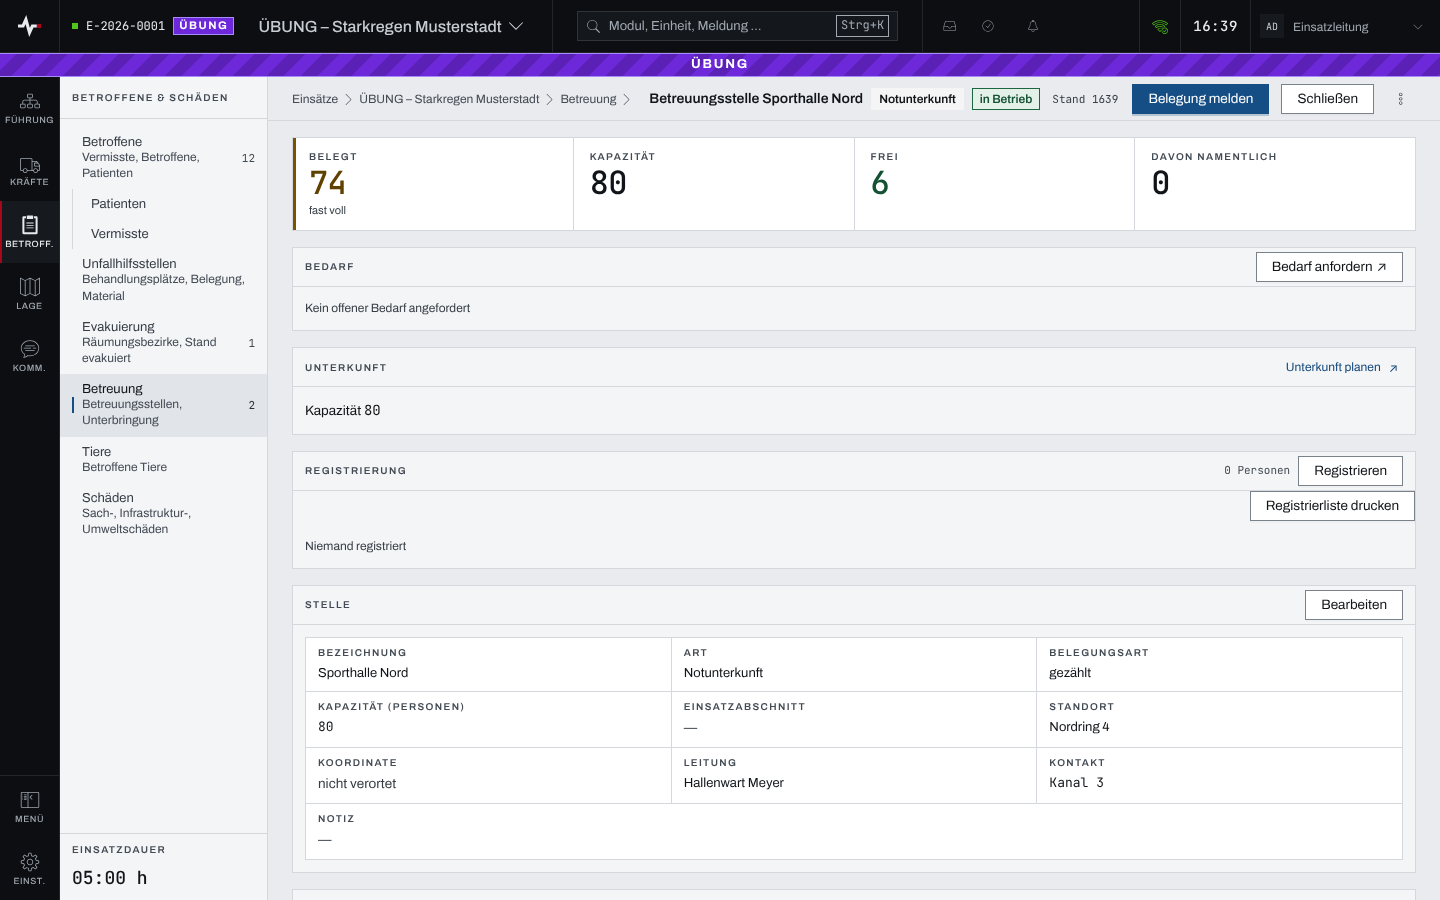 E-2026-0001 ÜBUNG ÜBUNG – Starkregen Musterstadt Modul, Einheit, Meldung ... Strg+K 16:39 AD Einsatzleitung
ÜBUNG
FÜHRUNG
KRÄFTE
BETROFF.
LAGE
KOMM.
MENÜ
EINST.
BETROFFENE & SCHÄDEN
Betroffene
Vermisste, Betroffene, 12
Patienten
Patienten
Vermisste
Unfallhilfsstellen
Behandlungsplätze, Belegung,
Material
Evakuierung
Räumungsbezirke, Stand 1
evakuiert
Betreuung
Betreuungsstellen, 2
Unterbringung
Tiere
Betroffene Tiere
Schäden
Sach-, Infrastruktur-,
Umweltschäden
EINSATZDAUER
05:00 h
Einsätze ÜBUNG – Starkregen Musterstadt Betreuung Betreuungsstelle Sporthalle Nord Notunterkunft in Betrieb Stand 1639 Belegung melden Schließen
BELEGT KAPAZITÄT FREI DAVON NAMENTLICH
74 80 6 0
fast voll
BEDARF Bedarf anfordern
Kein offener Bedarf angefordert
UNTERKUNFT Unterkunft planen
Kapazität 80
REGISTRIERUNG 0 Personen Registrieren
Registrierliste drucken
Niemand registriert
STELLE Bearbeiten
BEZEICHNUNG ART BELEGUNGSART
Sporthalle Nord Notunterkunft gezählt
KAPAZITÄT (PERSONEN) EINSATZABSCHNITT STANDORT
80 — Nordring 4
KOORDINATE LEITUNG KONTAKT
nicht verortet Hallenwart Meyer Kanal 3
NOTIZ
—